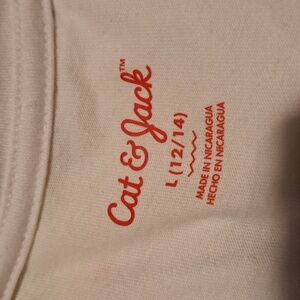 Cat & Jack™
L (12/14)
MADE IN NICARAGUA
HECHO EN NICARAGUA